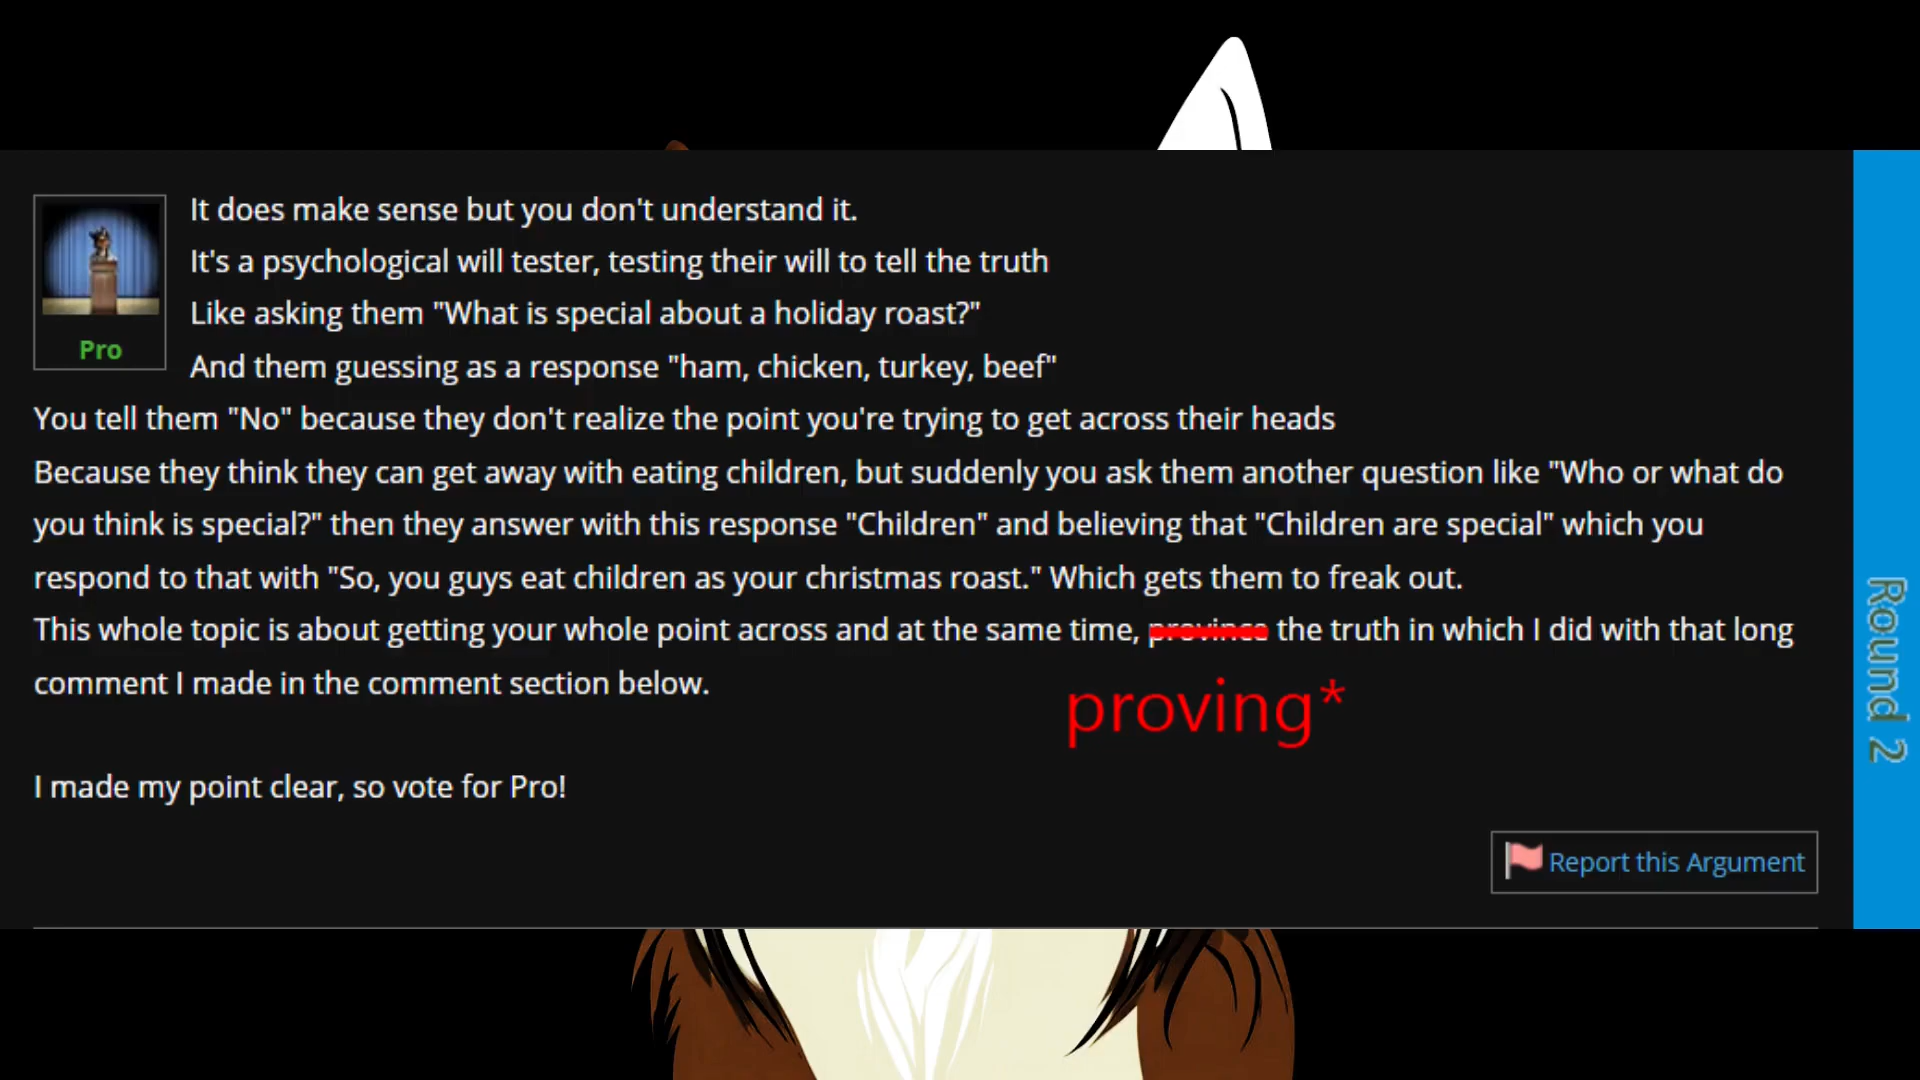 It does make sense but you don't understand it.
It's a psychological will tester, testing their will to tell the truth
Like asking them "What is special about a holiday roast?"
Pro
And them guessing as a response "ham, chicken, turkey, beef"
You tell them "No" because they don't realize the point you're trying to get across their heads
Because they think they can get away with eating children, but suddenly you ask them another question like "Who or what do
you think is special?" then they answer with this response "Children" and believing that "Children are special" which you
respond to that with "So, you guys eat children as your christmas roast." Which gets them to freak out.
This whole topic is about getting your whole point across and at the same time, province the truth in which I did with that long
comment I made in the comment section below.
proving*
I made my point clear, so vote for Pro!
Report this Argument
Round 2